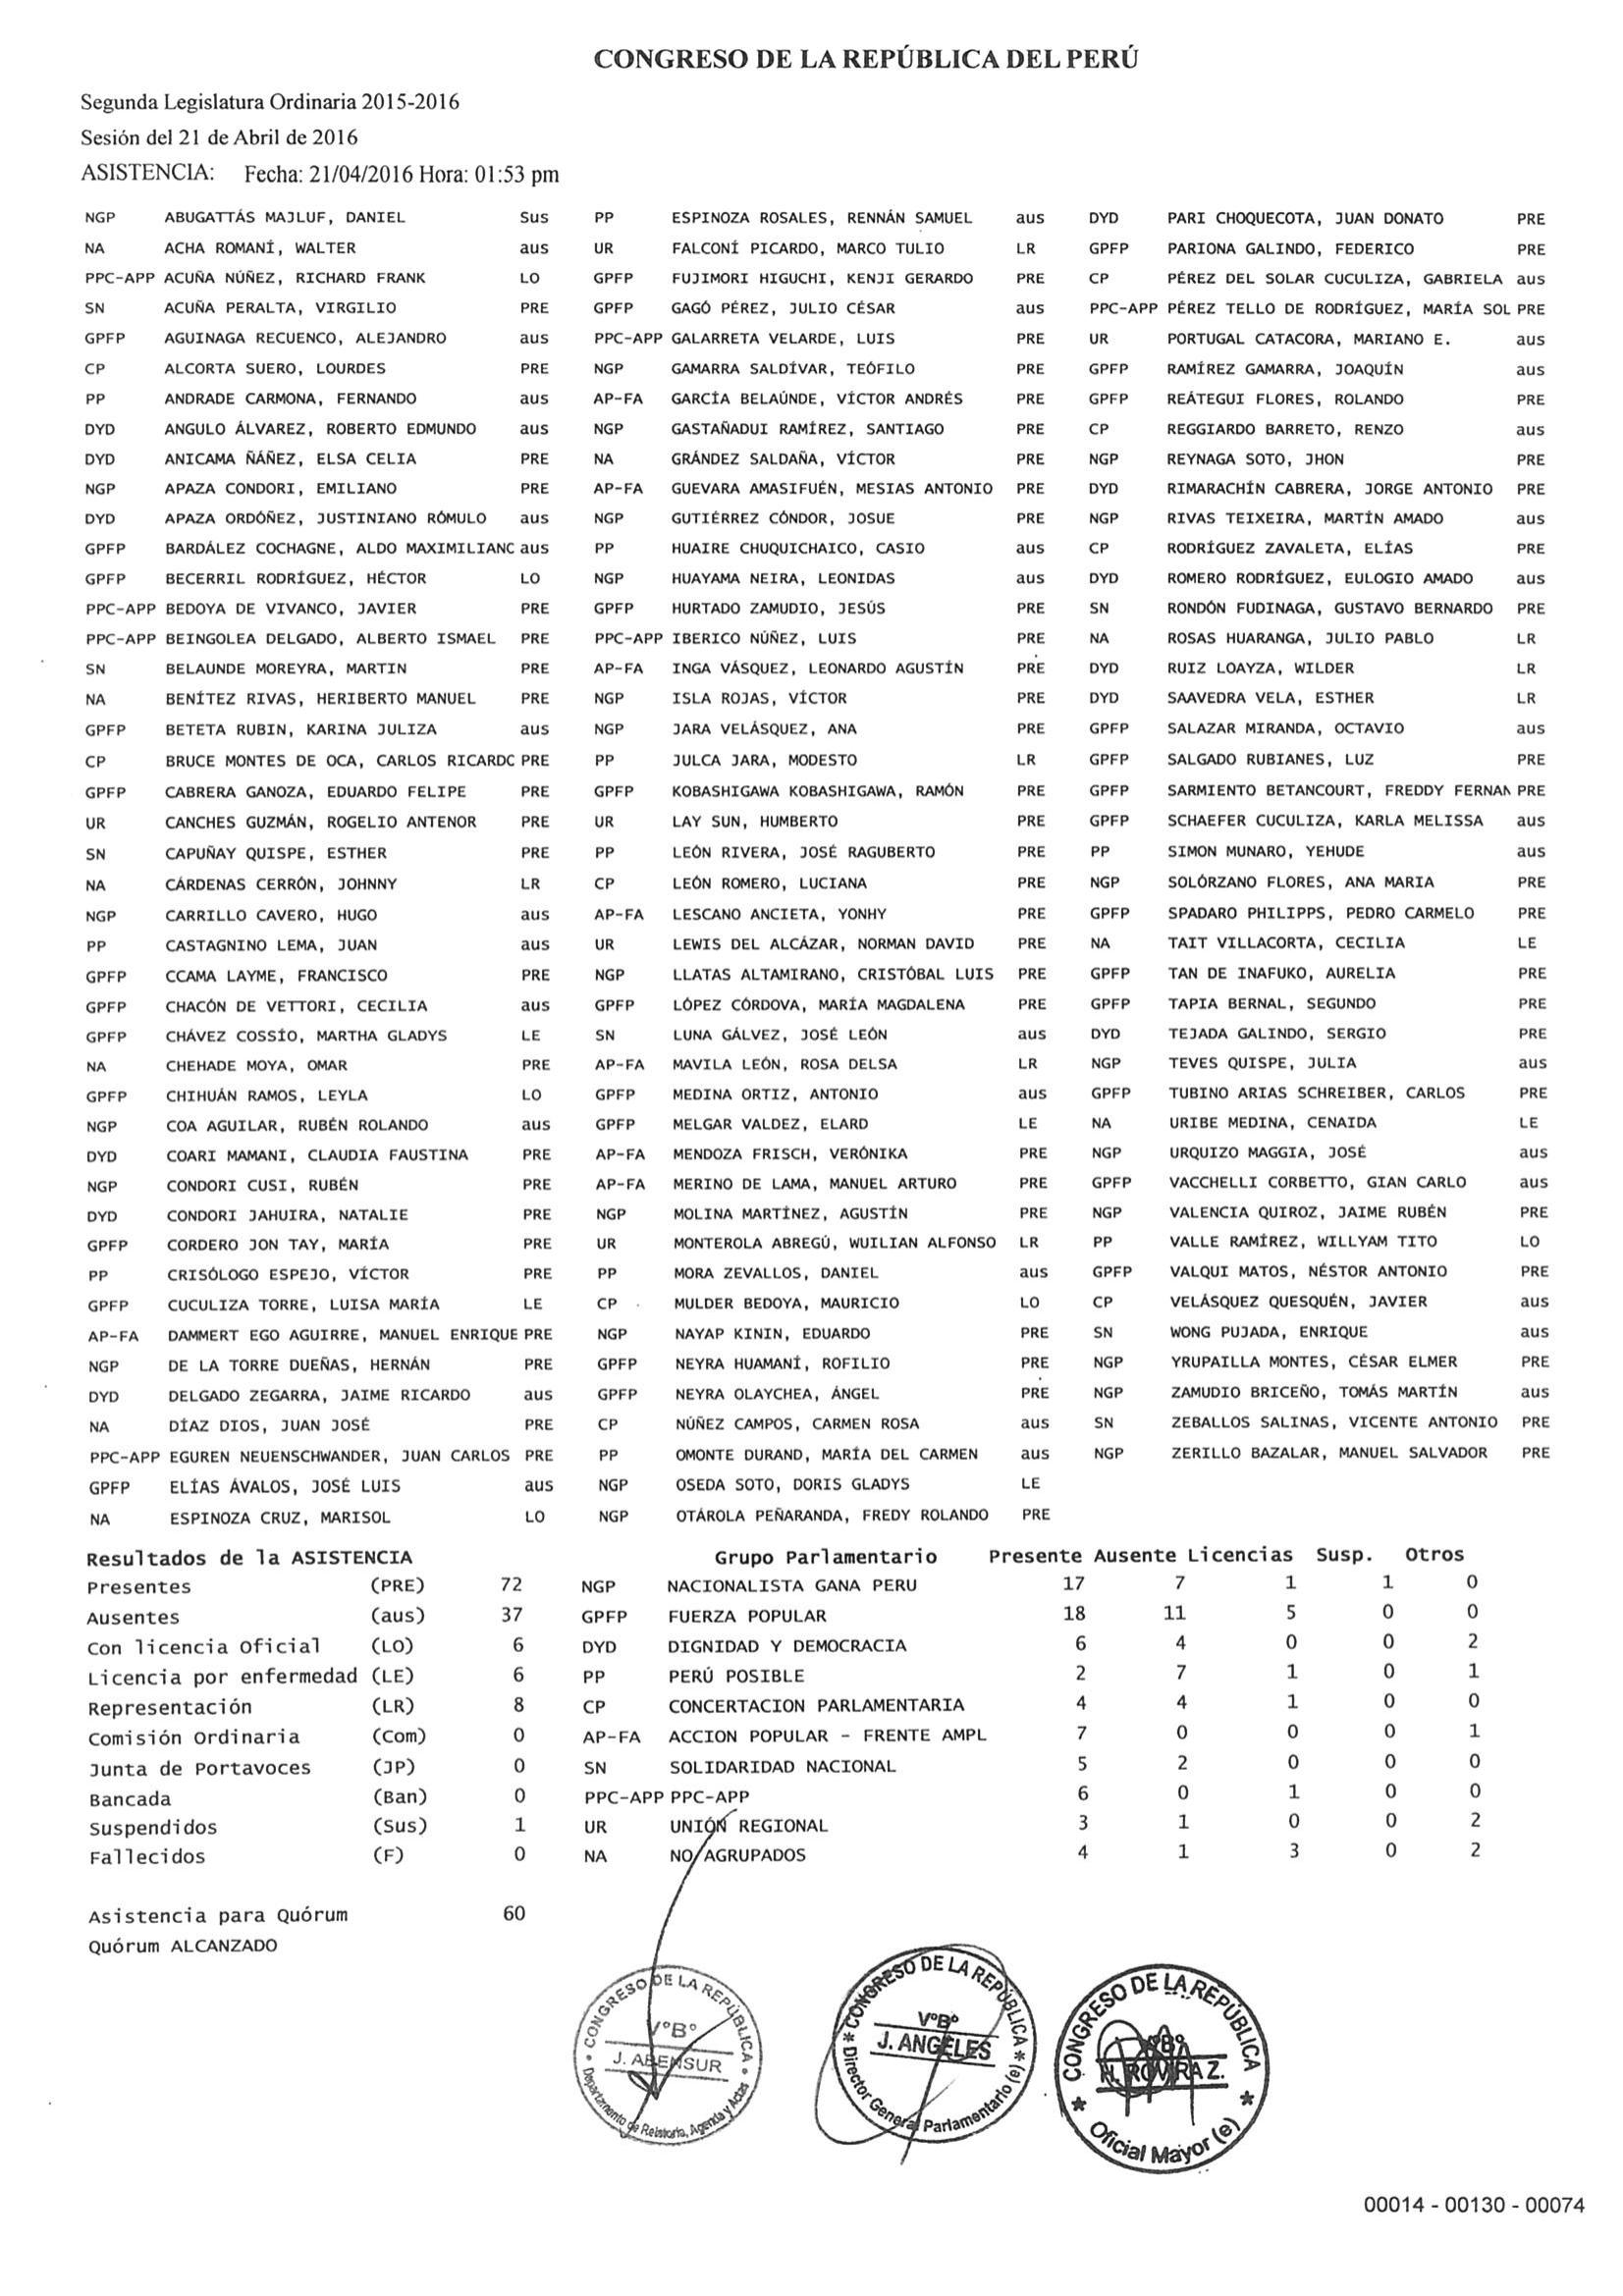 CONGRESO DE LA REPÚBLICA DEL PERÚ
Segunda Legislatura Ordinaria 2015-2016
Sesión del 21 de Abril de 2016
ASISTENCIA: Fecha: 21/04/2016 Hora: 01:53 pm
NGP ABUGATTÁS MAJLUF, DANIEL Sus PP ESPINOZA ROSALES, RENNÁN SAMUEL aus DYD PARI CHOQUECOTA, JUAN DONATO PRE
NA ACHA ROMANÍ, WALTER aus UR FALCONÍ PICARDO, MARCO TULIO LR GPFP PARIONA GALINDO, FEDERICO PRE
PPC-APP ACUÑA NÚÑEZ, RICHARD FRANK LO GPFP FUJIMORI HIGUCHI, KENJI GERARDO PRE CP PÉREZ DEL SOLAR CUCULIZA, GABRIELA aus
SN ACUÑA PERALTA, VIRGILIO PRE GPFP GAGÓ PÉREZ, JULIO CÉSAR aus PPC-APP PÉREZ TELLO DE RODRÍGUEZ, MARÍA SOL PRE
GPFP AGUINAGA RECUENCO, ALEJANDRO aus PPC-APP GALARRETA VELARDE, LUIS PRE UR PORTUGAL CATACORA, MARIANO E. aus
CP ALCORTA SUERO, LOURDES PRE NGP GAMARRA SALDÍVAR, TEÓFILO PRE GPFP RAMÍREZ GAMARRA, JOAQUÍN aus
PP ANDRADE CARMONA, FERNANDO aus AP-FA GARCÍA BELAÚNDE, VÍCTOR ANDRÉS PRE GPFP REÁTEGUI FLORES, ROLANDO PRE
DYD ANGULO ÁLVAREZ, ROBERTO EDMUNDO aus NGP GASTAÑADUI RAMÍREZ, SANTIAGO PRE CP REGGIARDO BARRETO, RENZO aus
DYD ANICAMA ÑÁÑEZ, ELSA CELIA PRE NA GRÁNDEZ SALDAÑA, VÍCTOR PRE NGP REYNAGA SOTO, JHON PRE
NGP APAZA CONDORI, EMILIANO PRE AP-FA GUEVARA AMASIFUÉN, MESIAS ANTONIO PRE DYD RIMARACHÍN CABRERA, JORGE ANTONIO PRE
DYD APAZA ORDÓÑEZ, JUSTINIANO RÓMULO aus NGP GUTIÉRREZ CÓNDOR, JOSUE PRE NGP RIVAS TEIXEIRA, MARTÍN AMADO aus
GPFP BARDÁLEZ COCHAGNE, ALDO MAXIMILIANO aus PP HUAIRE CHUQUICHAICO, CASIO aus CP RODRÍGUEZ ZAVALETA, ELÍAS PRE
GPFP BECERRIL RODRÍGUEZ, HÉCTOR LO NGP HUAYAMA NEIRA, LEONIDAS aus DYD ROMERO RODRÍGUEZ, EULOGIO AMADO aus
PPC-APP BEDOYA DE VIVANCO, JAVIER PRE GPFP HURTADO ZAMUDIO, JESÚS PRE SN RONDÓN FUDINAGA, GUSTAVO BERNARDO PRE
PPC-APP BEINGOLEA DELGADO, ALBERTO ISMAEL PRE PPC-APP IBERICO NÚÑEZ, LUIS PRE NA ROSAS HUARANGA, JULIO PABLO LR
SN BELAUNDE MOREYRA, MARTIN PRE AP-FA INGA VÁSQUEZ, LEONARDO AGUSTÍN PRE DYD RUIZ LOAYZA, WILDER LR
NA BENÍTEZ RIVAS, HERIBERTO MANUEL PRE NGP ISLA ROJAS, VÍCTOR PRE DYD SAAVEDRA VELA, ESTHER LR
GPFP BETETA RUBIN, KARINA JULIZA aus NGP JARA VELÁSQUEZ, ANA PRE GPFP SALAZAR MIRANDA, OCTAVIO aus
CP BRUCE MONTES DE OCA, CARLOS RICARDO PRE PP JULCA JARA, MODESTO LR GPFP SALGADO RUBIANES, LUZ PRE
GPFP CABRERA GANOZA, EDUARDO FELIPE PRE GPFP KOBASHIGAWA KOBASHIGAWA, RAMÓN PRE GPFP SARMIENTO BETANCOURT, FREDDY FERNAN PRE
UR CANCHES GUZMÁN, ROGELIO ANTENOR PRE UR LAY SUN, HUMBERTO PRE GPFP SCHAEFER CUCULIZA, KARLA MELISSA aus
SN CAPUÑAY QUISPE, ESTHER PRE PP LEÓN RIVERA, JOSÉ RAGUBERTO PRE PP SIMON MUNARO, YEHUDE aus
NA CÁRDENAS CERRÓN, JOHNNY LR CP LEÓN ROMERO, LUCIANA PRE NGP SOLÓRZANO FLORES, ANA MARIA PRE
NGP CARRILLO CAVERO, HUGO aus AP-FA LESCANO ANCIETA, YONHY PRE GPFP SPADARO PHILIPPS, PEDRO CARMELO PRE
PP CASTAGNINO LEMA, JUAN aus UR LEWIS DEL ALCÁZAR, NORMAN DAVID PRE NA TAIT VILLACORTA, CECILIA LE
GPFP CCAMA LAYME, FRANCISCO PRE NGP LLATAS ALTAMIRANO, CRISTÓBAL LUIS PRE GPFP TAN DE INAFUKO, AURELIA PRE
GPFP CHACÓN DE VETTORI, CECILIA aus GPFP LÓPEZ CÓRDOVA, MARÍA MAGDALENA PRE GPFP TAPIA BERNAL, SEGUNDO PRE
GPFP CHÁVEZ COSSÍO, MARTHA GLADYS LE SN LUNA GÁLVEZ, JOSÉ LEÓN aus DYD TEJADA GALINDO, SERGIO PRE
NA CHEHADE MOYA, OMAR PRE AP-FA MAVILA LEÓN, ROSA DELSA LR NGP TEVES QUISPE, JULIA aus
GPFP CHIHUÁN RAMOS, LEYLA LO GPFP MEDINA ORTIZ, ANTONIO aus GPFP TUBINO ARIAS SCHREIBER, CARLOS PRE
NGP COA AGUILAR, RUBÉN ROLANDO aus GPFP MELGAR VALDEZ, ELARD LE NA URIBE MEDINA, CENAIDA LE
DYD COARI MAMANI, CLAUDIA FAUSTINA PRE AP-FA MENDOZA FRISCH, VERÓNIKA PRE NGP URQUIZO MAGGIA, JOSÉ aus
NGP CONDORI CUSI, RUBÉN PRE AP-FA MERINO DE LAMA, MANUEL ARTURO PRE GPFP VACCHELLI CORBETTO, GIAN CARLO aus
DYD CONDORI JAHUIRA, NATALIE PRE NGP MOLINA MARTÍNEZ, AGUSTÍN PRE NGP VALENCIA QUIROZ, JAIME RUBÉN PRE
GPFP CORDERO JON TAY, MARÍA PRE UR MONTEROLA ABREGÚ, WUILIAN ALFONSO LR PP VALLE RAMÍREZ, WILLYAM TITO LO
PP CRISÓLOGO ESPEJO, VÍCTOR PRE PP MORA ZEVALLOS, DANIEL aus GPFP VALQUI MATOS, NÉSTOR ANTONIO PRE
GPFP CUCULIZA TORRE, LUISA MARÍA LE CP MULDER BEDOYA, MAURICIO LO CP VELÁSQUEZ QUESQUÉN, JAVIER aus
AP-FA DAMMERT EGO AGUIRRE, MANUEL ENRIQUE PRE NGP NAYAP KININ, EDUARDO PRE SN WONG PUJADA, ENRIQUE aus
NGP DE LA TORRE DUEÑAS, HERNÁN PRE GPFP NEYRA HUAMANÍ, ROFILIO PRE NGP YRUPAILLA MONTES, CÉSAR ELMER PRE
DYD DELGADO ZEGARRA, JAIME RICARDO aus GPFP NEYRA OLAYCHEA, ÁNGEL PRE NGP ZAMUDIO BRICEÑO, TOMÁS MARTÍN aus
NA DÍAZ DIOS, JUAN JOSÉ PRE CP NÚÑEZ CAMPOS, CARMEN ROSA aus SN ZEBALLOS SALINAS, VICENTE ANTONIO PRE
PPC-APP EGUREN NEUENSCHWANDER, JUAN CARLOS PRE PP OMONTE DURAND, MARÍA DEL CARMEN aus NGP ZERILLO BAZALAR, MANUEL SALVADOR PRE
GPFP ELÍAS ÁVALOS, JOSÉ LUIS aus NGP OSEDA SOTO, DORIS GLADYS LE
NA ESPINOZA CRUZ, MARISOL LO NGP OTÁROLA PEÑARANDA, FREDY ROLANDO PRE
Resultados de la ASISTENCIA Grupo Parlamentario Presente Ausente Licencias Susp. Otros
Presentes (PRE) 72 NGP NACIONALISTA GANA PERU 17 7 1 1 0
Ausentes (aus) 37 GPFP FUERZA POPULAR 18 11 5 0 0
Con licencia Oficial (LO) 6 DYD DIGNIDAD Y DEMOCRACIA 6 4 0 0 2
Licencia por enfermedad (LE) 6 PP PERÚ POSIBLE 2 7 1 0 1
Representación (LR) 8 CP CONCERTACION PARLAMENTARIA 4 4 1 0 0
Comisión Ordinaria (Com) 0 AP-FA ACCION POPULAR - FRENTE AMPL 7 0 0 0 1
Junta de Portavoces (JP) 0 SN SOLIDARIDAD NACIONAL 5 2 0 0 0
Bancada (Ban) 0 PPC-APP PPC-APP 6 0 1 0 0
Suspendidos (Sus) 1 UR UNIÓN REGIONAL 3 1 0 0 2
Fallecidos (F) 0 NA NO AGRUPADOS 4 1 3 0 2
Asistencia para Quórum 60
Quórum ALCANZADO
CONGRESO DE LA REPÚBLICA
V°B°
J. ABENSUR
Departamento de Relatoría, Agenda y Actas
CONGRESO DE LA REPÚBLICA
V°B°
J. ANGELES
Director General Parlamentario (e)
CONGRESO DE LA REPÚBLICA
V°B°
H. ROVIRA Z.
Oficial Mayor (e)
00014 - 00130 - 00074